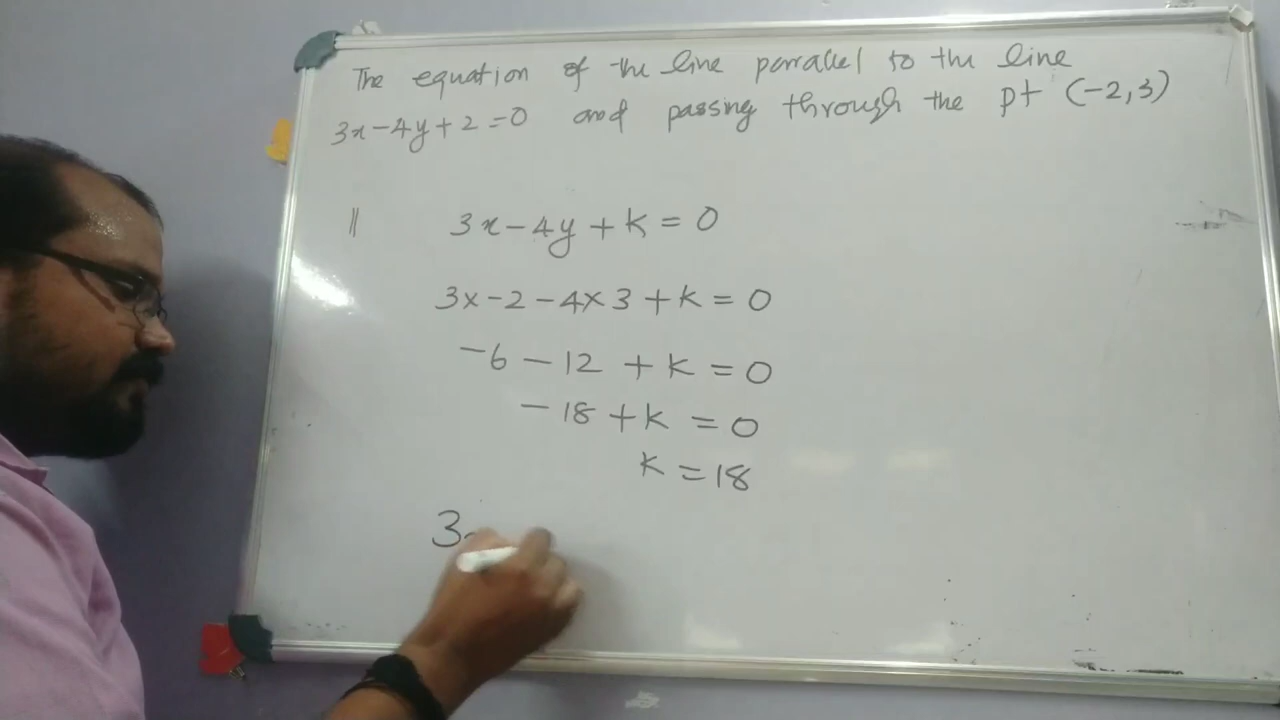 The equation of the line parallel to the line
3x-4y+2=0 and passing through the pt (-2,3)
|| 3x-4y+k=0
3x-2-4x3+k=0
-6-12+k=0
-18+k=0
k=18
3